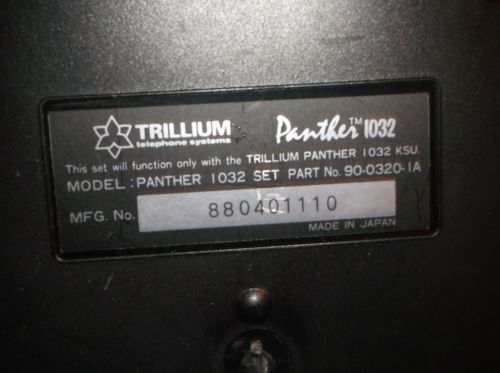 TRILLIUM Panther™ 1032
telephone systems
This set will function only with the TRILLIUM PANTHER 1032 KSU.
MODEL : PANTHER 1032 SET PART No. 90-0320-1A
MFG. No. 880401110
MADE IN JAPAN